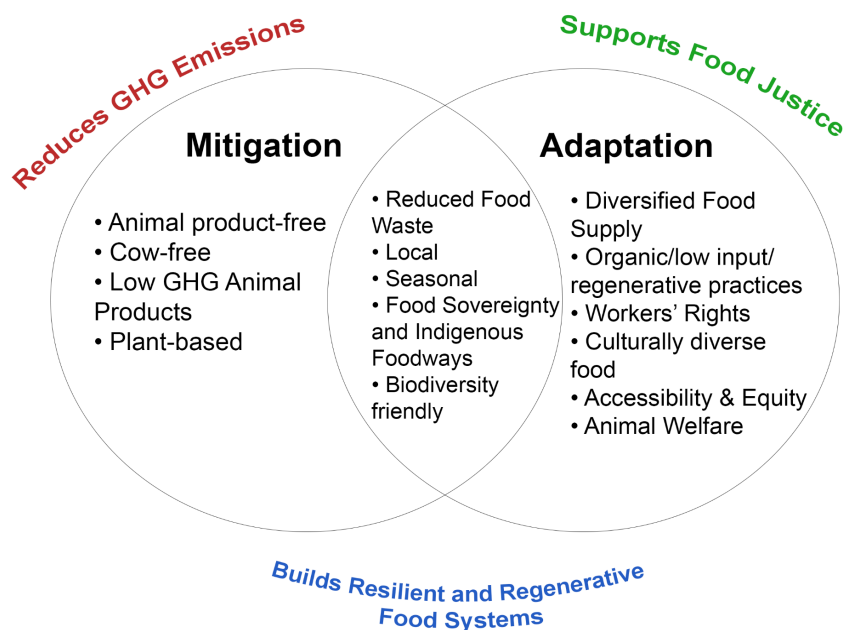 Reduces GHG Emissions
Supports Food Justice
Mitigation
• Animal product-free
• Cow-free
• Low GHG Animal
Products
• Plant-based
• Reduced Food
Waste
• Local
• Seasonal
• Food Sovereignty
and Indigenous
Foodways
• Biodiversity
friendly
Adaptation
• Diversified Food
Supply
• Organic/low input/
regenerative practices
• Workers’ Rights
• Culturally diverse
food
• Accessibility & Equity
• Animal Welfare
Builds Resilient and Regenerative
Food Systems